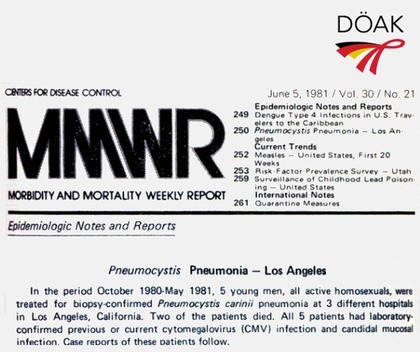 DÖAK
CENTERS FOR DISEASE CONTROL
June 5, 1981 / Vol. 30 / No. 21
MMWR
MORBIDITY AND MORTALITY WEEKLY REPORT
Epidemiologic Notes and Reports
249 Dengue Type 4 Infections in U.S. Trav-
elers to the Caribbean
250 Pneumocystis Pneumonia – Los An-
geles
Current Trends
252 Measles – United States, First 20
Weeks
253 Risk-Factor-Prevalence Survey – Utah
259 Surveillance of Childhood Lead Poison-
ing – United States
International Notes
261 Quarantine Measures
Epidemiologic Notes and Reports
Pneumocystis Pneumonia – Los Angeles
In the period October 1980-May 1981, 5 young men, all active homosexuals, were
treated for biopsy-confirmed Pneumocystis carinii pneumonia at 3 different hospitals
in Los Angeles, California. Two of the patients died. All 5 patients had laboratory-
confirmed previous or current cytomegalovirus (CMV) infection and candidal mucosal
infection. Case reports of these patients follow.